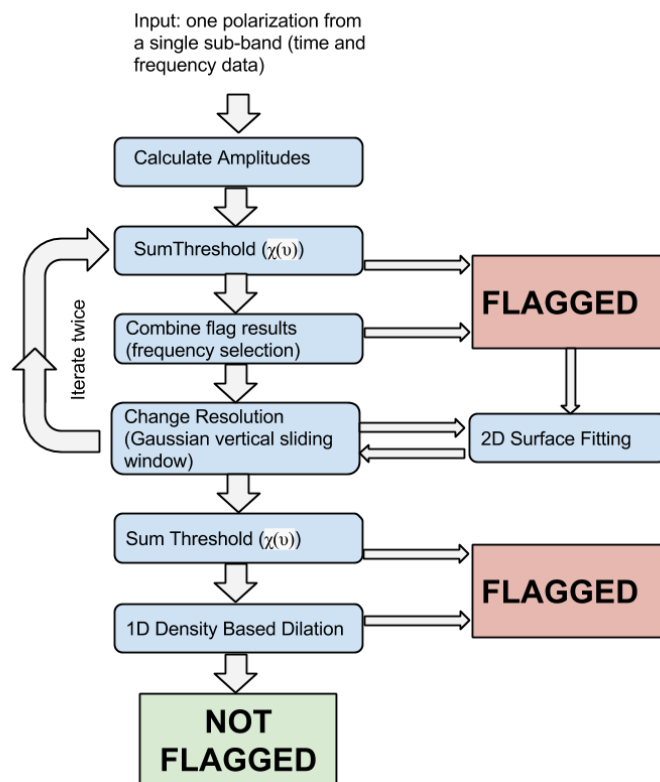 Input: one polarization from
a single sub-band (time and
frequency data)
Calculate Amplitudes
SumThreshold (χ(υ))
FLAGGED
Combine flag results
(frequency selection)
Iterate twice
Change Resolution
(Gaussian vertical sliding
window)
2D Surface Fitting
Sum Threshold (χ(υ))
FLAGGED
1D Density Based Dilation
NOT
FLAGGED